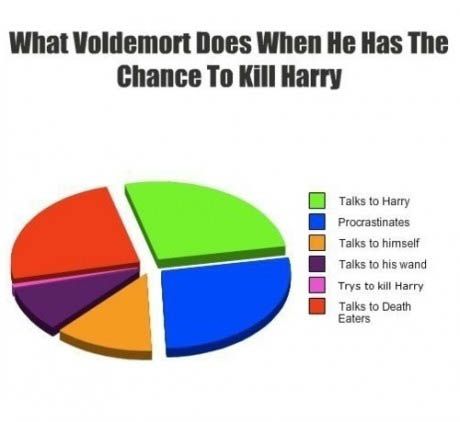 What Voldemort Does When He Has The
Chance To Kill Harry
Talks to Harry
Procrastinates
Talks to himself
Talks to his wand
Trys to kill Harry
Talks to Death
Eaters